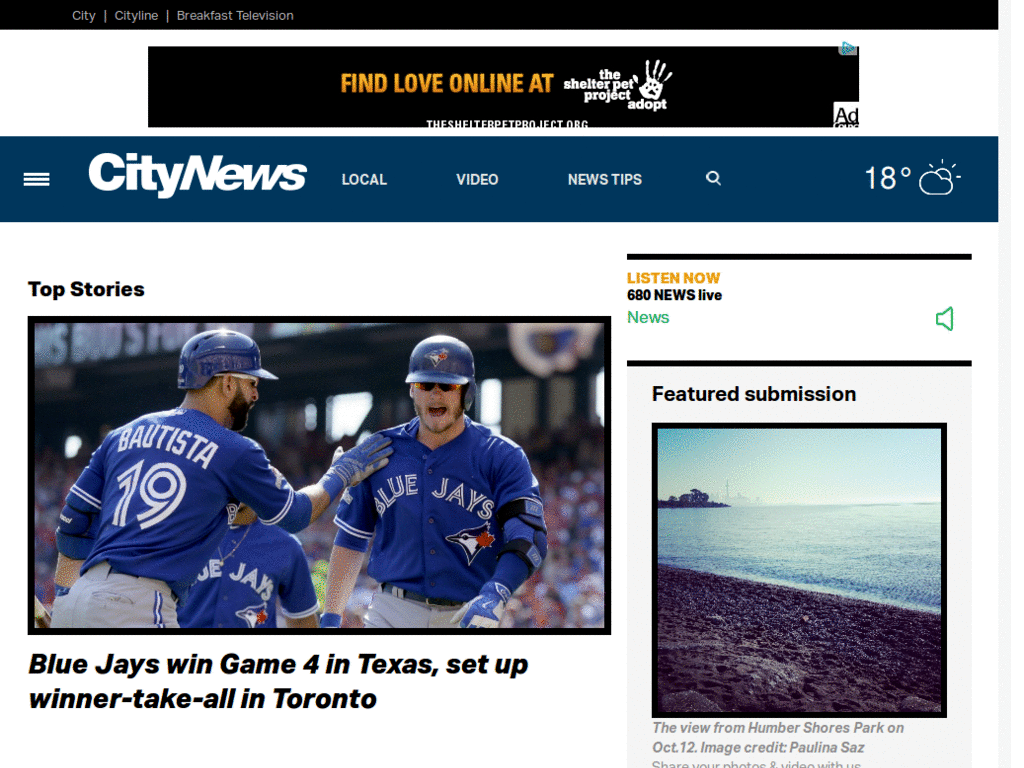 City | Cityline | Breakfast Television
FIND LOVE ONLINE AT
the
shelter pet
project
adopt
THESHELTERPETPROJECT.ORG
Ad
CityNews
LOCAL
VIDEO
NEWS TIPS
18°
LISTEN NOW
680 NEWS live
News
Top Stories
BAUTISTA
19
BLUE JAYS
UE JAYS
Blue Jays win Game 4 in Texas, set up
winner-take-all in Toronto
Featured submission
The view from Humber Shores Park on
Oct.12. Image credit: Paulina Saz
Share your photos & video with us